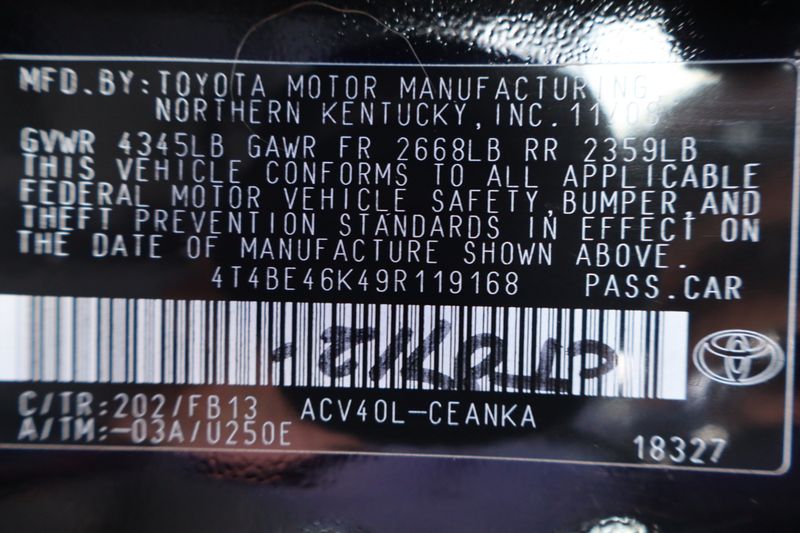 MFD.BY:TOYOTA MOTOR MANUFACTURING
NORTHERN KENTUCKY,INC. 11/08
GVWR 4345LB GAWR FR 2668LB RR 2359LB
THIS VEHICLE CONFORMS TO ALL APPLICABLE
FEDERAL MOTOR VEHICLE SAFETY,BUMPER,AND
THEFT PREVENTION STANDARDS IN EFFECT ON
THE DATE OF MANUFACTURE SHOWN ABOVE.
4T4BE46K49R119168 PASS.CAR
C/TR:202/FB13 ACV40L-CEANKA
A/TM:-03A/U250E
18327